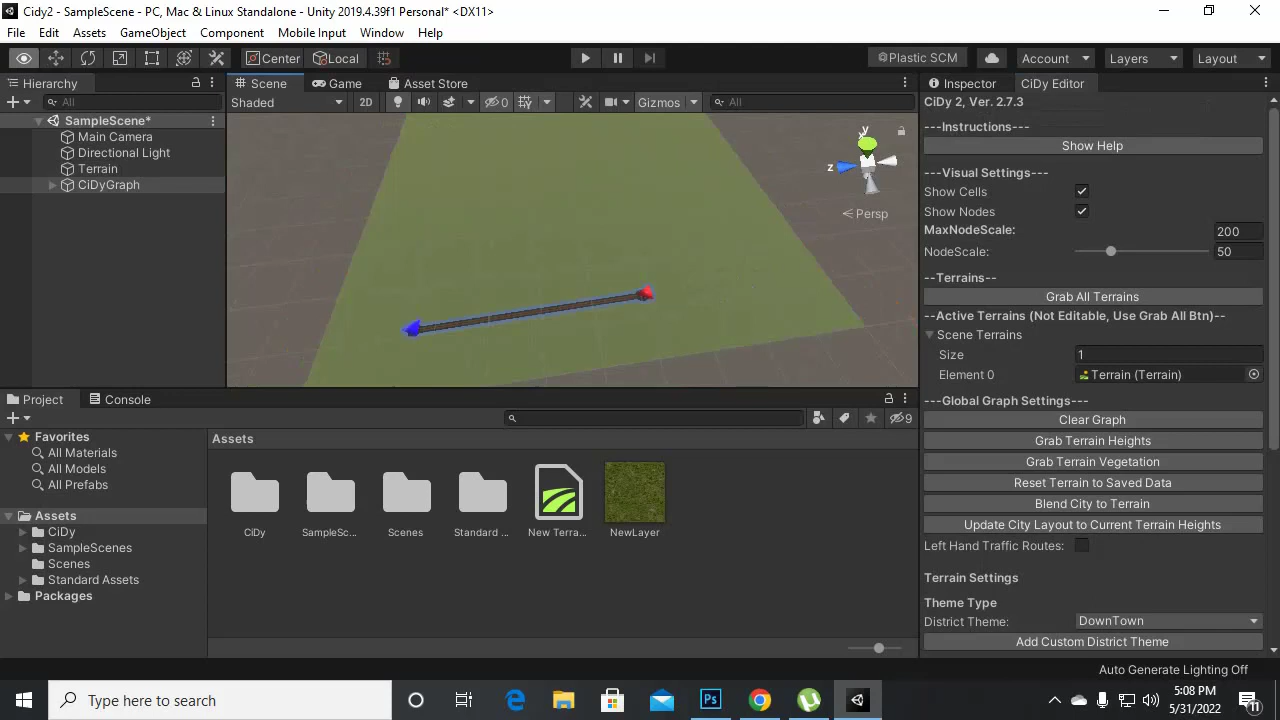 Cidy2 - SampleScene - PC, Mac & Linux Standalone - Unity 2019.4.39f1 Personal* <DX11>
File Edit Assets GameObject Component Mobile Input Window Help
Center Local Plastic SCM Account Layers Layout
Hierarchy Scene Game Asset Store Inspector CiDy Editor
All Shaded 2D 0 Gizmos All
CiDy 2, Ver. 2.7.3
SampleScene*
Main Camera
Directional Light
Terrain
CiDyGraph
y
x
z
Persp
---Instructions---
Show Help
---Visual Settings---
Show Cells
Show Nodes
MaxNodeScale: 200
NodeScale: 50
--Terrains--
Grab All Terrains
--Active Terrains (Not Editable, Use Grab All Btn)--
Scene Terrains
Size 1
Element 0 Terrain (Terrain)
---Global Graph Settings---
Clear Graph
Grab Terrain Heights
Grab Terrain Vegetation
Reset Terrain to Saved Data
Blend City to Terrain
Update City Layout to Current Terrain Heights
Left Hand Traffic Routes:
Terrain Settings
Theme Type
District Theme: DownTown
Add Custom District Theme
Project Console
9
Favorites
All Materials
All Models
All Prefabs
Assets
CiDy
SampleScenes
Scenes
Standard Assets
Packages
Assets
CiDy SampleSc... Scenes Standard ... New Terra... NewLayer
Auto Generate Lighting Off
Type here to search
Ps
5:08 PM
5/31/2022
11